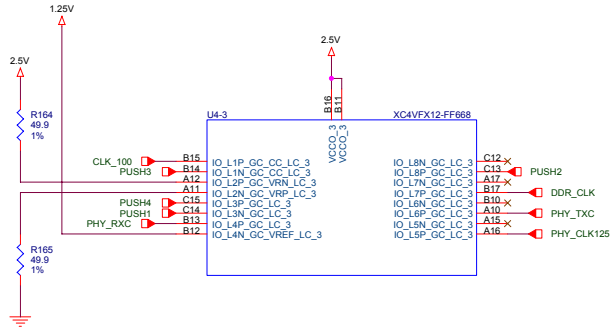 1.25V
2.5V
2.5V
R164
49.9
1%
U4-3
XC4VFX12-FF668
B16
B11
VCCO_3
VCCO_3
CLK_100 B15 IO_L1P_GC_CC_LC_3
PUSH3 B14 IO_L1N_GC_CC_LC_3
A12 IO_L2P_GC_VRN_LC_3
A11 IO_L2N_GC_VRP_LC_3
PUSH4 C15 IO_L3P_GC_LC_3
PUSH1 C14 IO_L3N_GC_LC_3
PHY_RXC B13 IO_L4P_GC_LC_3
B12 IO_L4N_GC_VREF_LC_3
IO_L8N_GC_LC_3 C12
IO_L8P_GC_LC_3 C13 PUSH2
IO_L7N_GC_LC_3 A17
IO_L7P_GC_LC_3 B17 DDR_CLK
IO_L6N_GC_LC_3 B10
IO_L6P_GC_LC_3 A10 PHY_TXC
IO_L5N_GC_LC_3 A15
IO_L5P_GC_LC_3 A16 PHY_CLK125
R165
49.9
1%